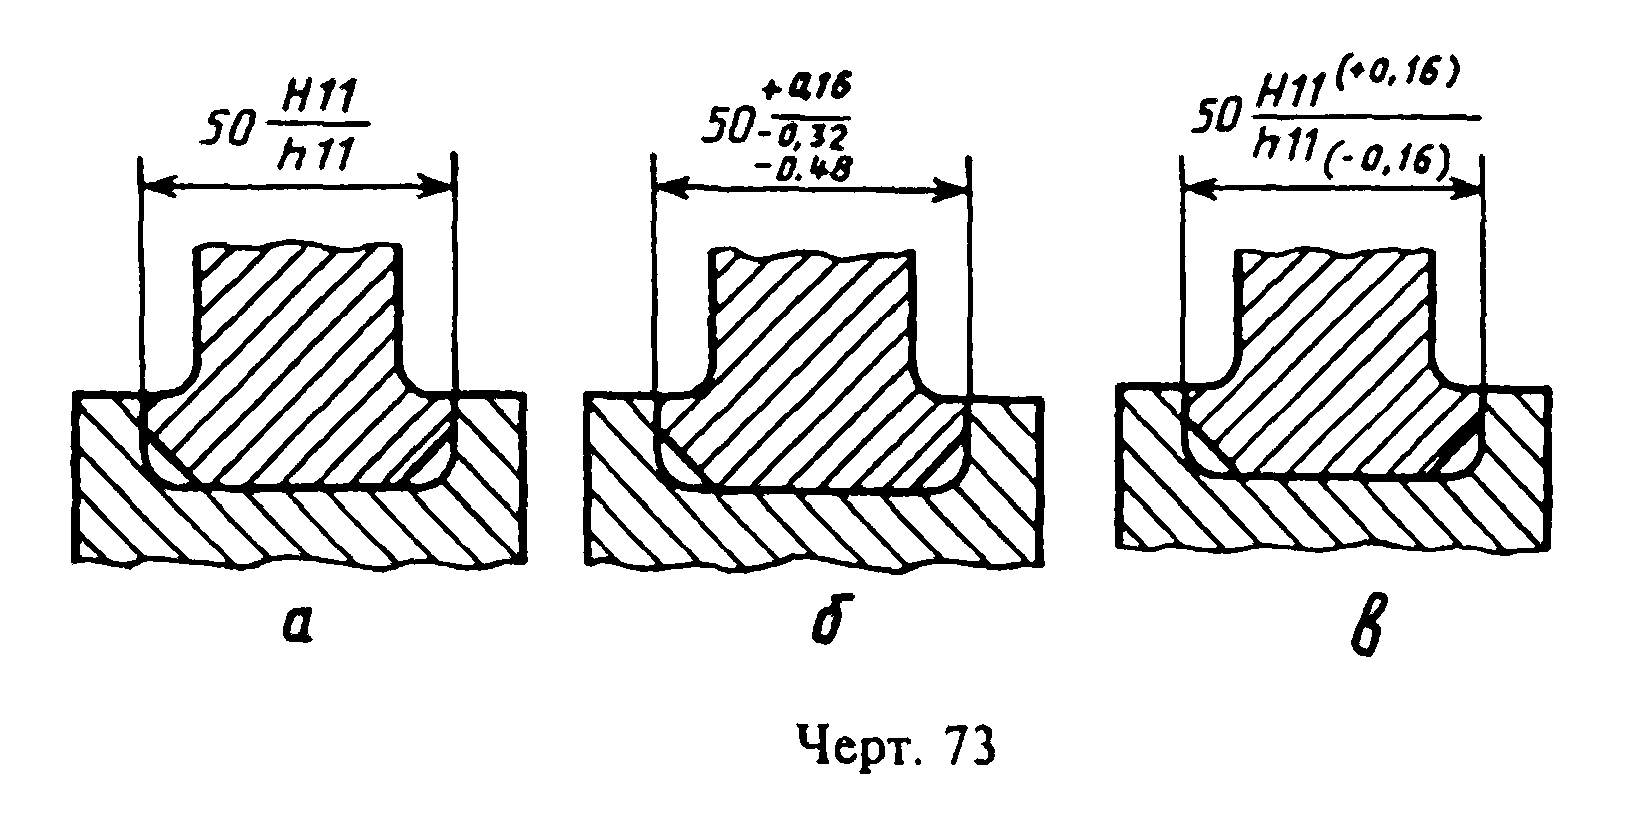 50 H11/h11
50 +0,16/-0,32 -0.48
50 H11(+0,16)/h11(-0,16)
а
б
в
Черт. 73